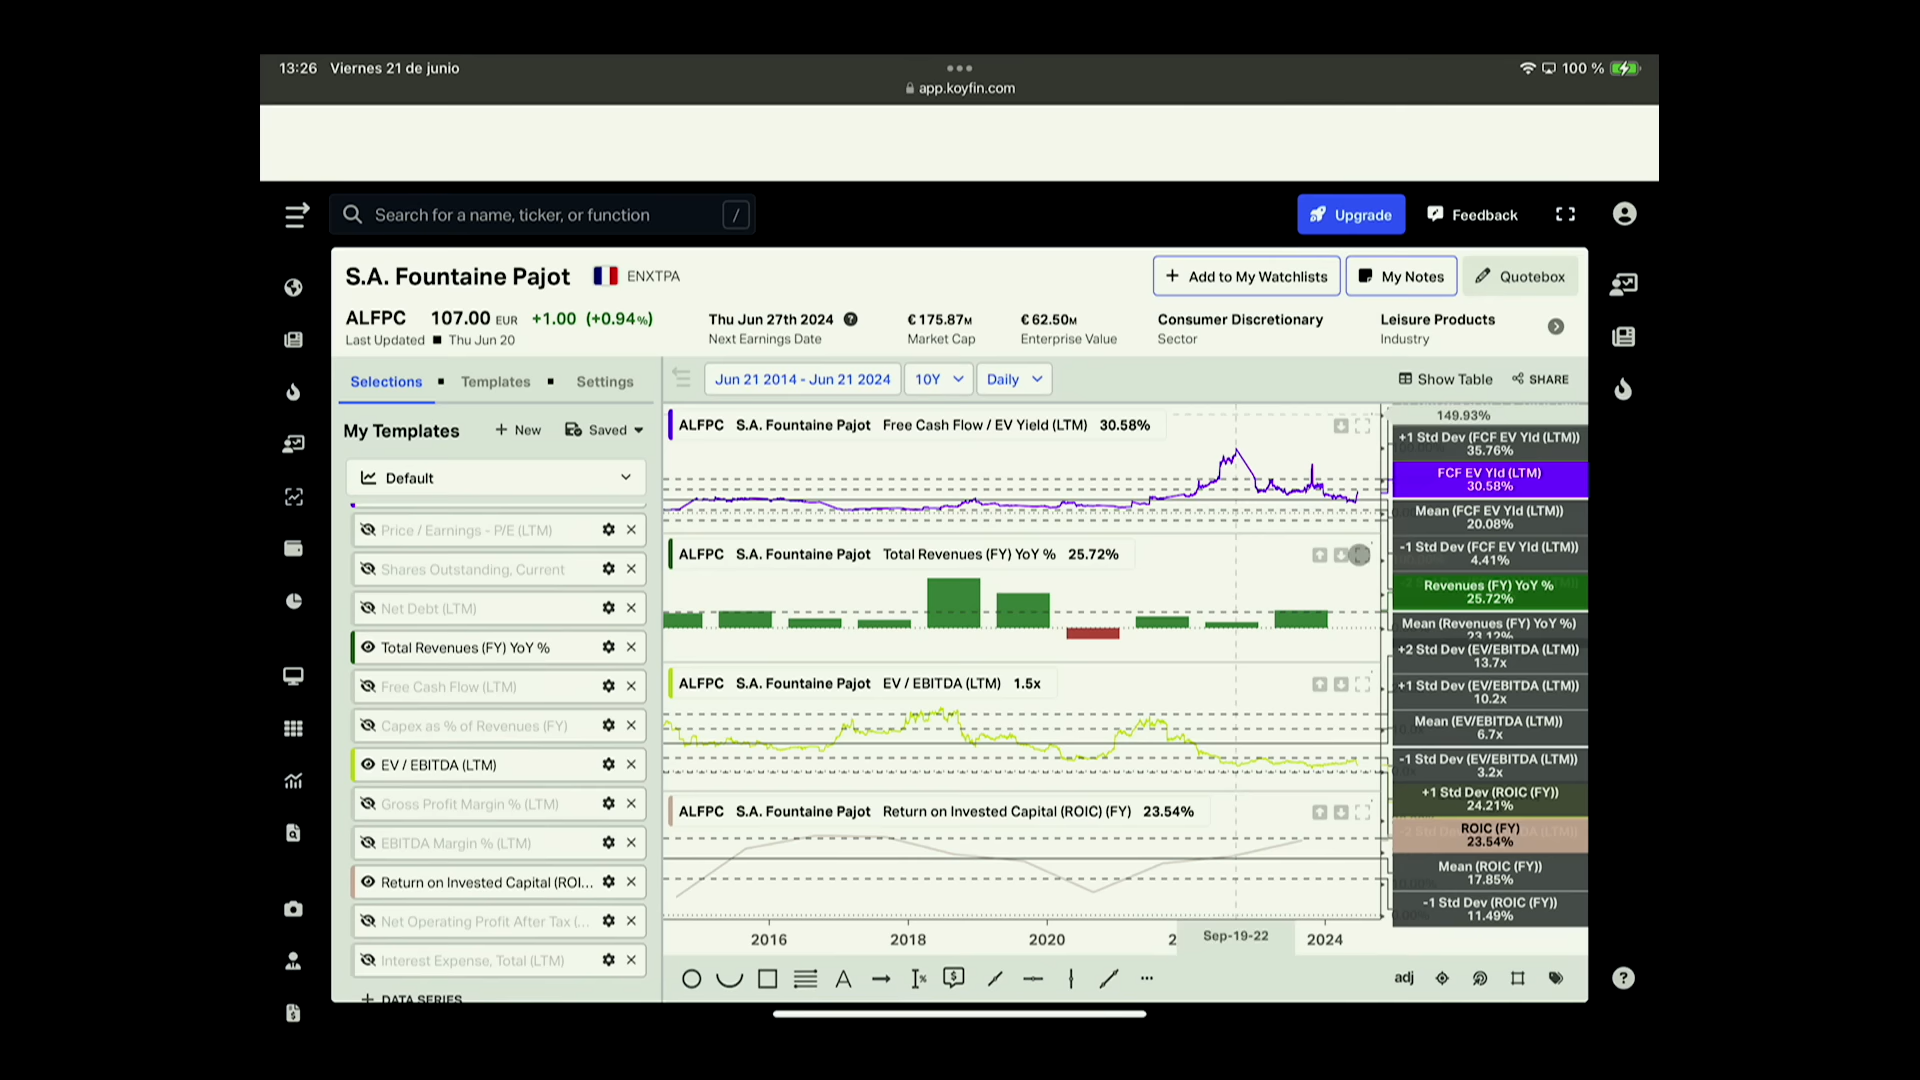 13:26 Viernes 21 de junio
100 %
app.koyfin.com
Search for a name, ticker, or function /
Upgrade
Feedback
S.A. Fountaine Pajot ENXTPA
+ Add to My Watchlists
My Notes
Quotebox
ALFPC 107.00 EUR +1.00 (+0.94%)
Last Updated Thu Jun 20
Thu Jun 27th 2024
Next Earnings Date
€ 175.87M
Market Cap
€ 62.50M
Enterprise Value
Consumer Discretionary
Sector
Leisure Products
Industry
Selections Templates Settings
Jun 21 2014 - Jun 21 2024 10Y Daily
Show Table SHARE
My Templates + New Saved
Default
Price / Earnings - P/E (LTM)
Shares Outstanding, Current
Net Debt (LTM)
Total Revenues (FY) YoY %
Free Cash Flow (LTM)
Capex as % of Revenues (FY)
EV / EBITDA (LTM)
Gross Profit Margin % (LTM)
EBITDA Margin % (LTM)
Return on Invested Capital (ROI...
Net Operating Profit After Tax (...
Interest Expense, Total (LTM)
+ DATA SERIES
ALFPC S.A. Fountaine Pajot Free Cash Flow / EV Yield (LTM) 30.58%
ALFPC S.A. Fountaine Pajot Total Revenues (FY) YoY % 25.72%
ALFPC S.A. Fountaine Pajot EV / EBITDA (LTM) 1.5x
ALFPC S.A. Fountaine Pajot Return on Invested Capital (ROIC) (FY) 23.54%
149.93%
+1 Std Dev (FCF EV Yld (LTM))
35.76%
FCF EV Yld (LTM)
30.58%
Mean (FCF EV Yld (LTM))
20.08%
-1 Std Dev (FCF EV Yld (LTM))
4.41%
Revenues (FY) YoY %
25.72%
Mean (Revenues (FY) YoY %)
23.12%
+2 Std Dev (EV/EBITDA (LTM))
13.7x
+1 Std Dev (EV/EBITDA (LTM))
10.2x
Mean (EV/EBITDA (LTM))
6.7x
-1 Std Dev (EV/EBITDA (LTM))
3.2x
+1 Std Dev (ROIC (FY))
24.21%
ROIC (FY)
23.54%
Mean (ROIC (FY))
17.85%
-1 Std Dev (ROIC (FY))
11.49%
2016 2018 2020 2 Sep-19-22 2024
adj